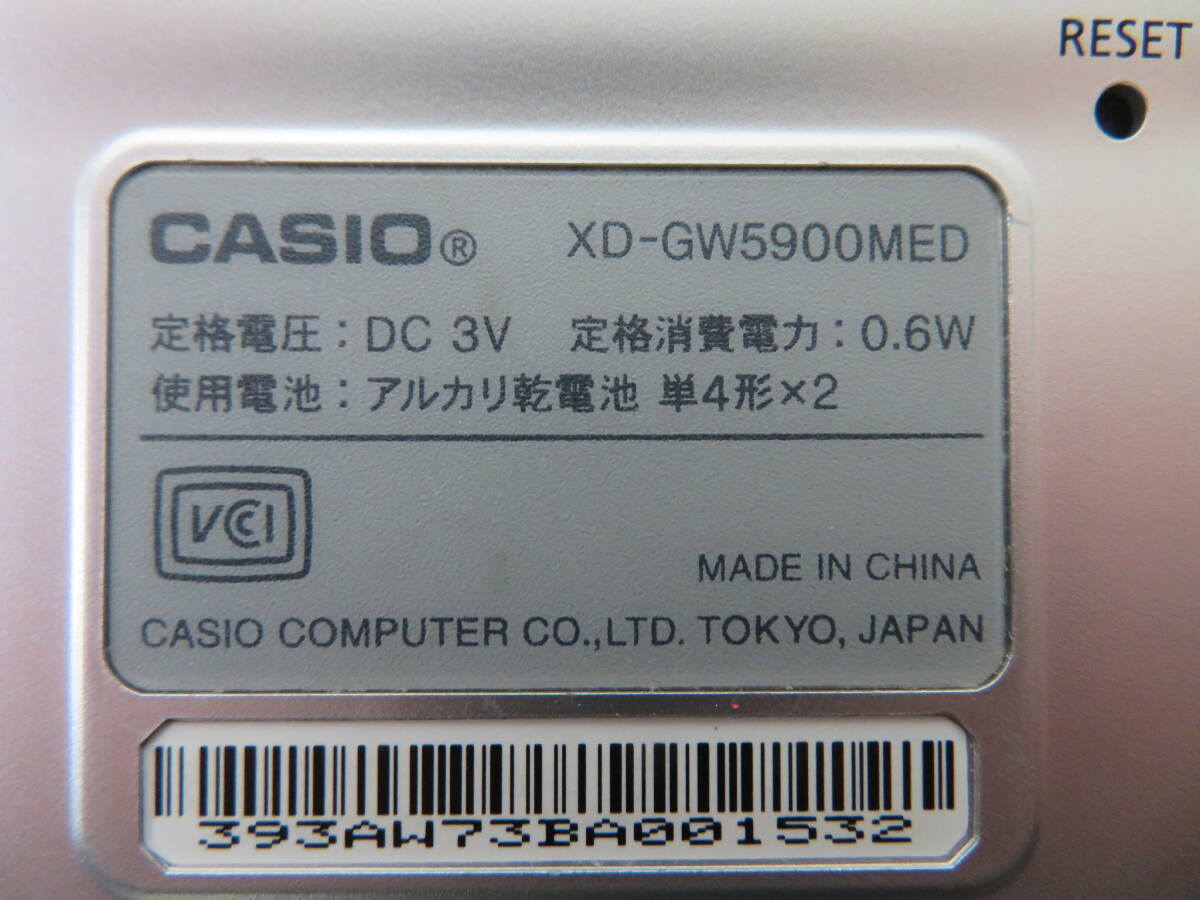 RESET
CASIO® XD-GW5900MED
定格電圧：DC 3V 定格消費電力：0.6W
使用電池：アルカリ乾電池 単4形×2
VCCI
MADE IN CHINA
CASIO COMPUTER CO.,LTD. TOKYO, JAPAN
393AW73BA001532